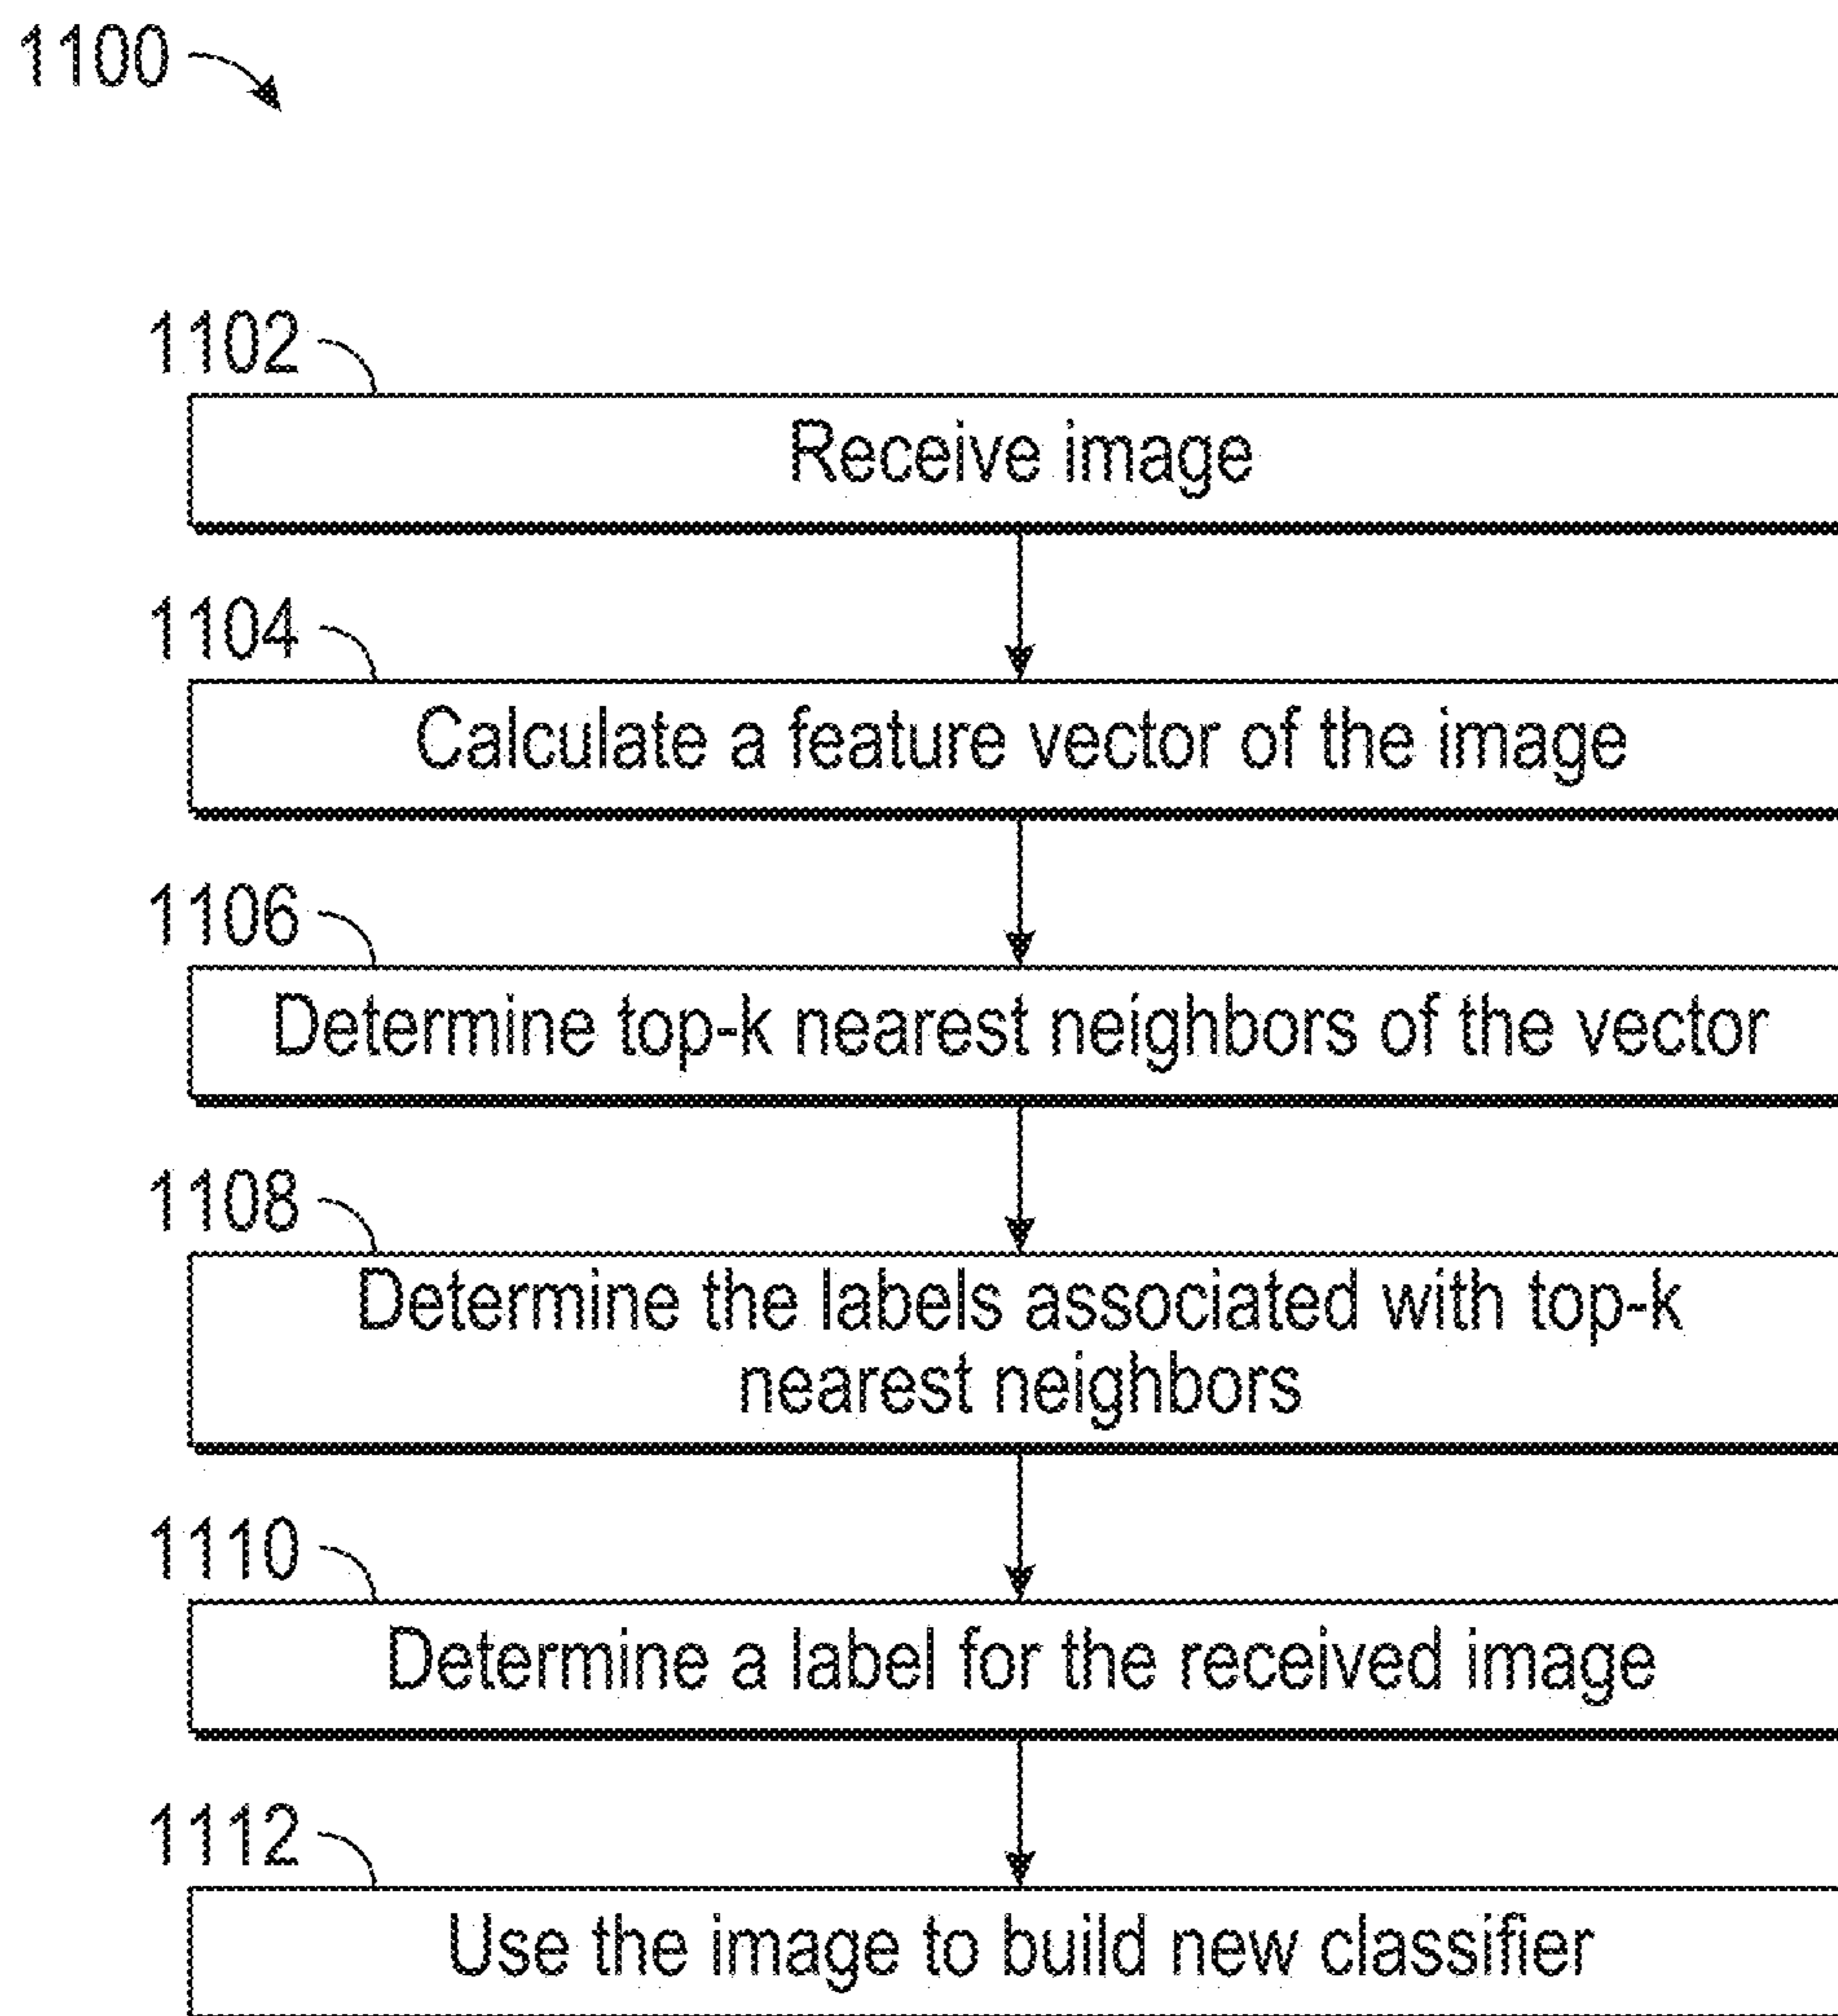 1100
1102
Receive image
1104
Calculate a feature vector of the image
1106
Determine top-k nearest neighbors of the vector
1108
Determine the labels associated with top-k
nearest neighbors
1110
Determine a label for the received image
1112
Use the image to build new classifier